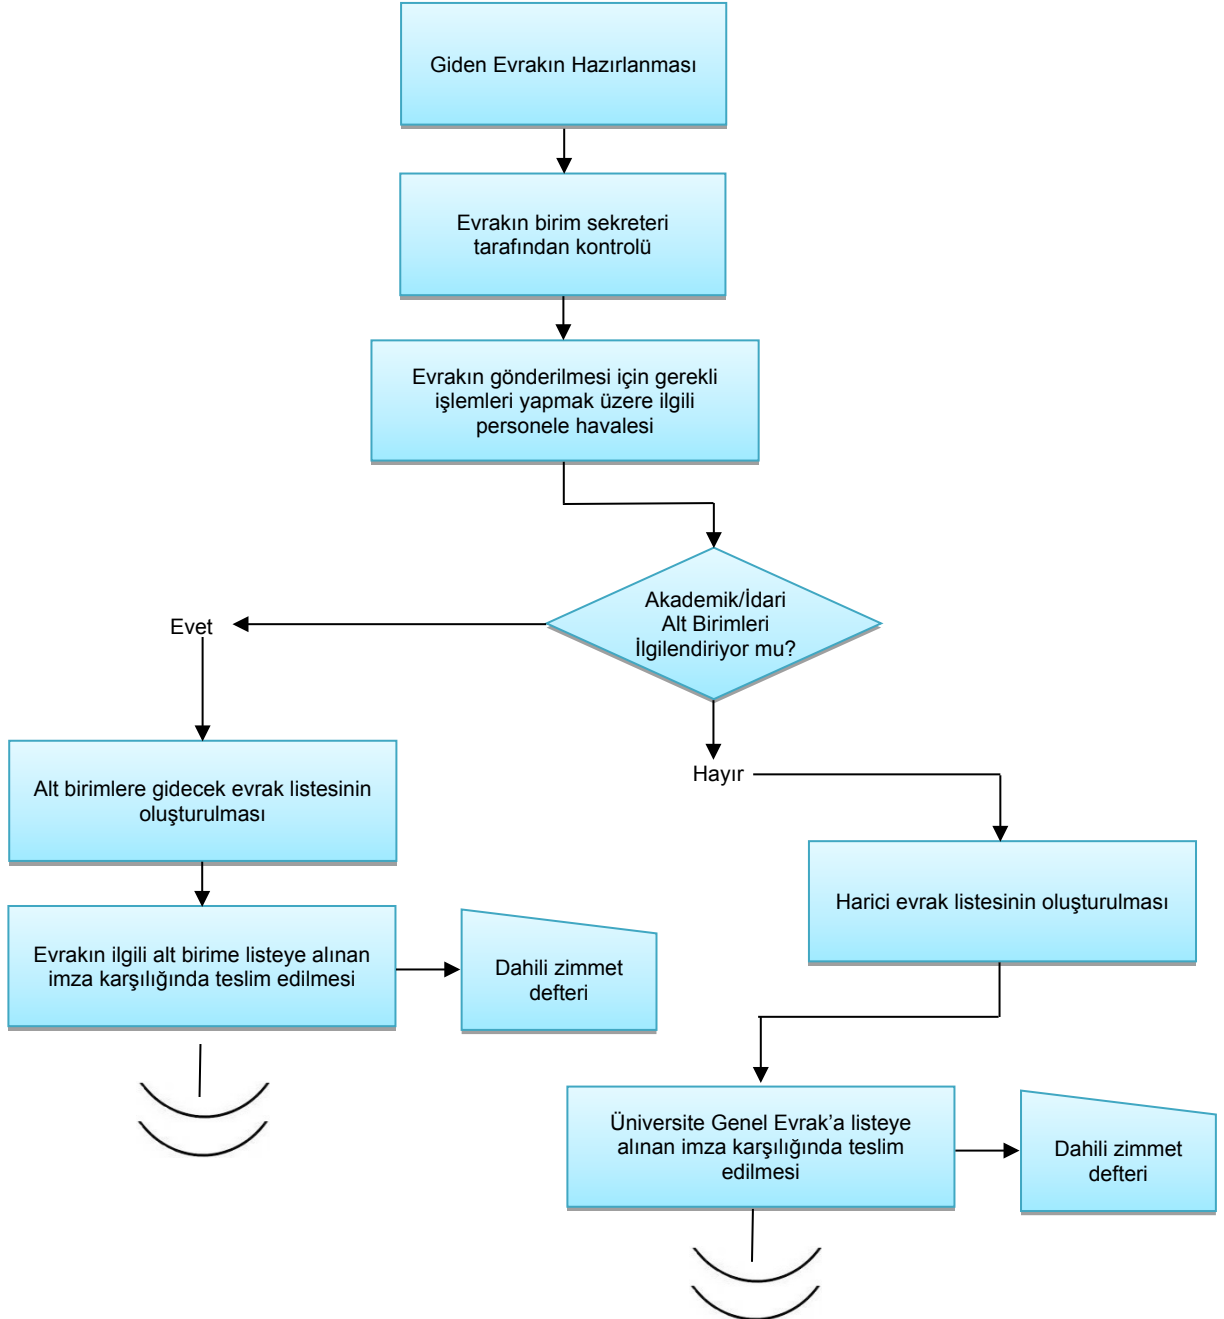 Giden Evrakın Hazırlanması
Evrakın birim sekreteri
tarafından kontrolü
Evrakın gönderilmesi için gerekli
işlemleri yapmak üzere ilgili
personele havalesi
Akademik/İdari
Alt Birimleri
İlgilendiriyor mu?
Evet
Hayır
Alt birimlere gidecek evrak listesinin
oluşturulması
Harici evrak listesinin oluşturulması
Evrakın ilgili alt birime listeye alınan
imza karşılığında teslim edilmesi
Dahili zimmet
defteri
Üniversite Genel Evrak’a listeye
alınan imza karşılığında teslim
edilmesi
Dahili zimmet
defteri